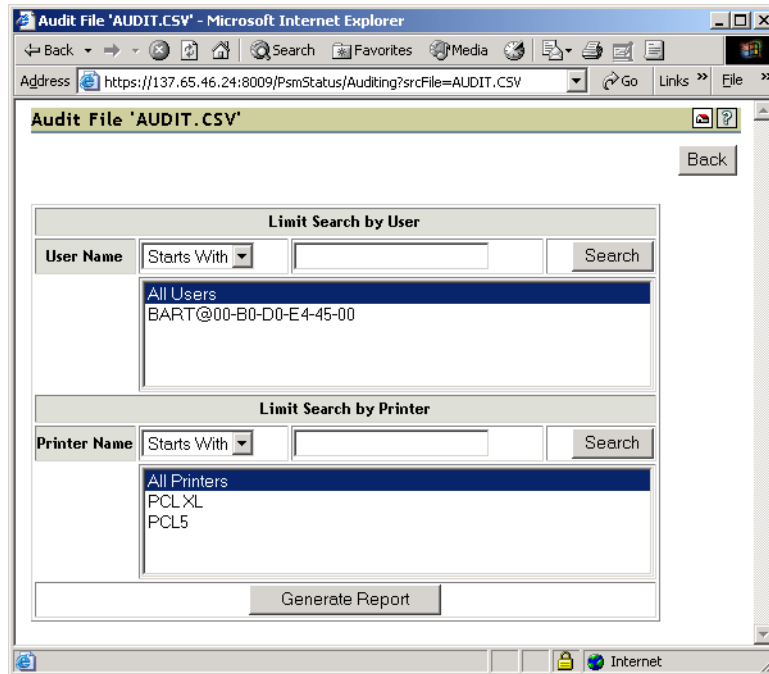 Audit File 'AUDIT.CSV' - Microsoft Internet Explorer
Back Search Favorites Media
Address https://137.65.46.24:8009/PsmStatus/Auditing?srcFile=AUDIT.CSV Go Links » File »
Audit File 'AUDIT.CSV'
Back
Limit Search by User
User Name Starts With Search
All Users
BART@00-B0-D0-E4-45-00
Limit Search by Printer
Printer Name Starts With Search
All Printers
PCL XL
PCL5
Generate Report
Internet